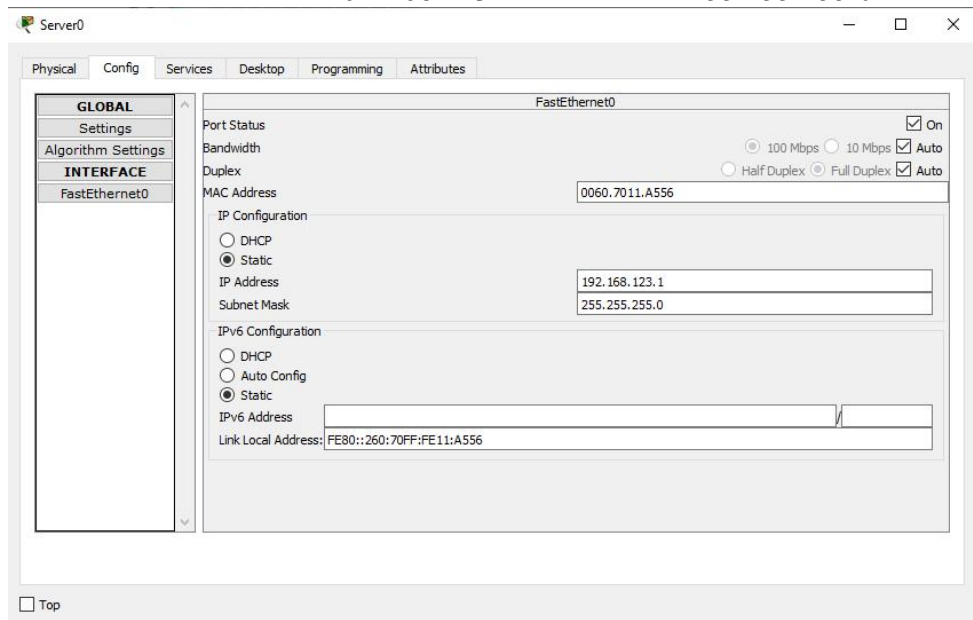 Server0
Physical Config Services Desktop Programming Attributes
GLOBAL
Settings
Algorithm Settings
INTERFACE
FastEthernet0
FastEthernet0
Port Status On
Bandwidth 100 Mbps 10 Mbps Auto
Duplex Half Duplex Full Duplex Auto
MAC Address 0060.7011.A556
IP Configuration
DHCP
Static
IP Address 192.168.123.1
Subnet Mask 255.255.255.0
IPv6 Configuration
DHCP
Auto Config
Static
IPv6 Address /
Link Local Address: FE80::260:70FF:FE11:A556
Top